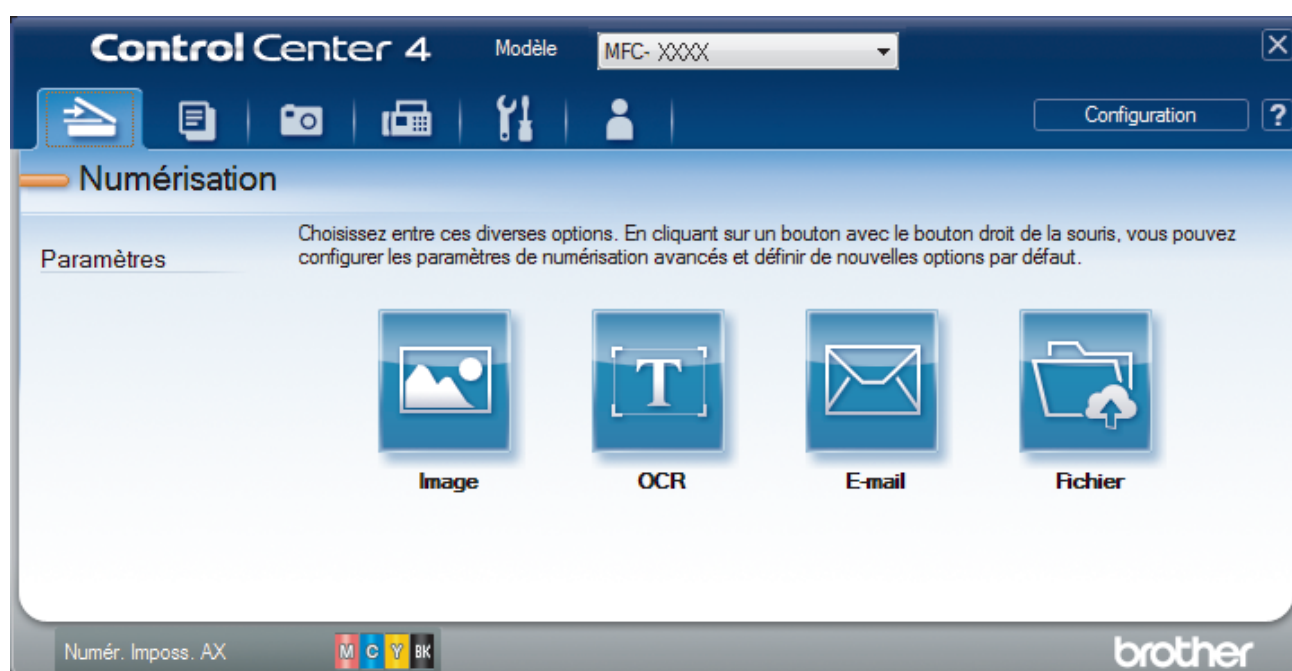 Control Center 4
Modèle
MFC- XXXX
Configuration
?
Numérisation
Paramètres
Choisissez entre ces diverses options. En cliquant sur un bouton avec le bouton droit de la souris, vous pouvez
configurer les paramètres de numérisation avancés et définir de nouvelles options par défaut.
T
Image
OCR
E-mail
Fichier
Numér. Imposs. AX
M C Y BK
brother